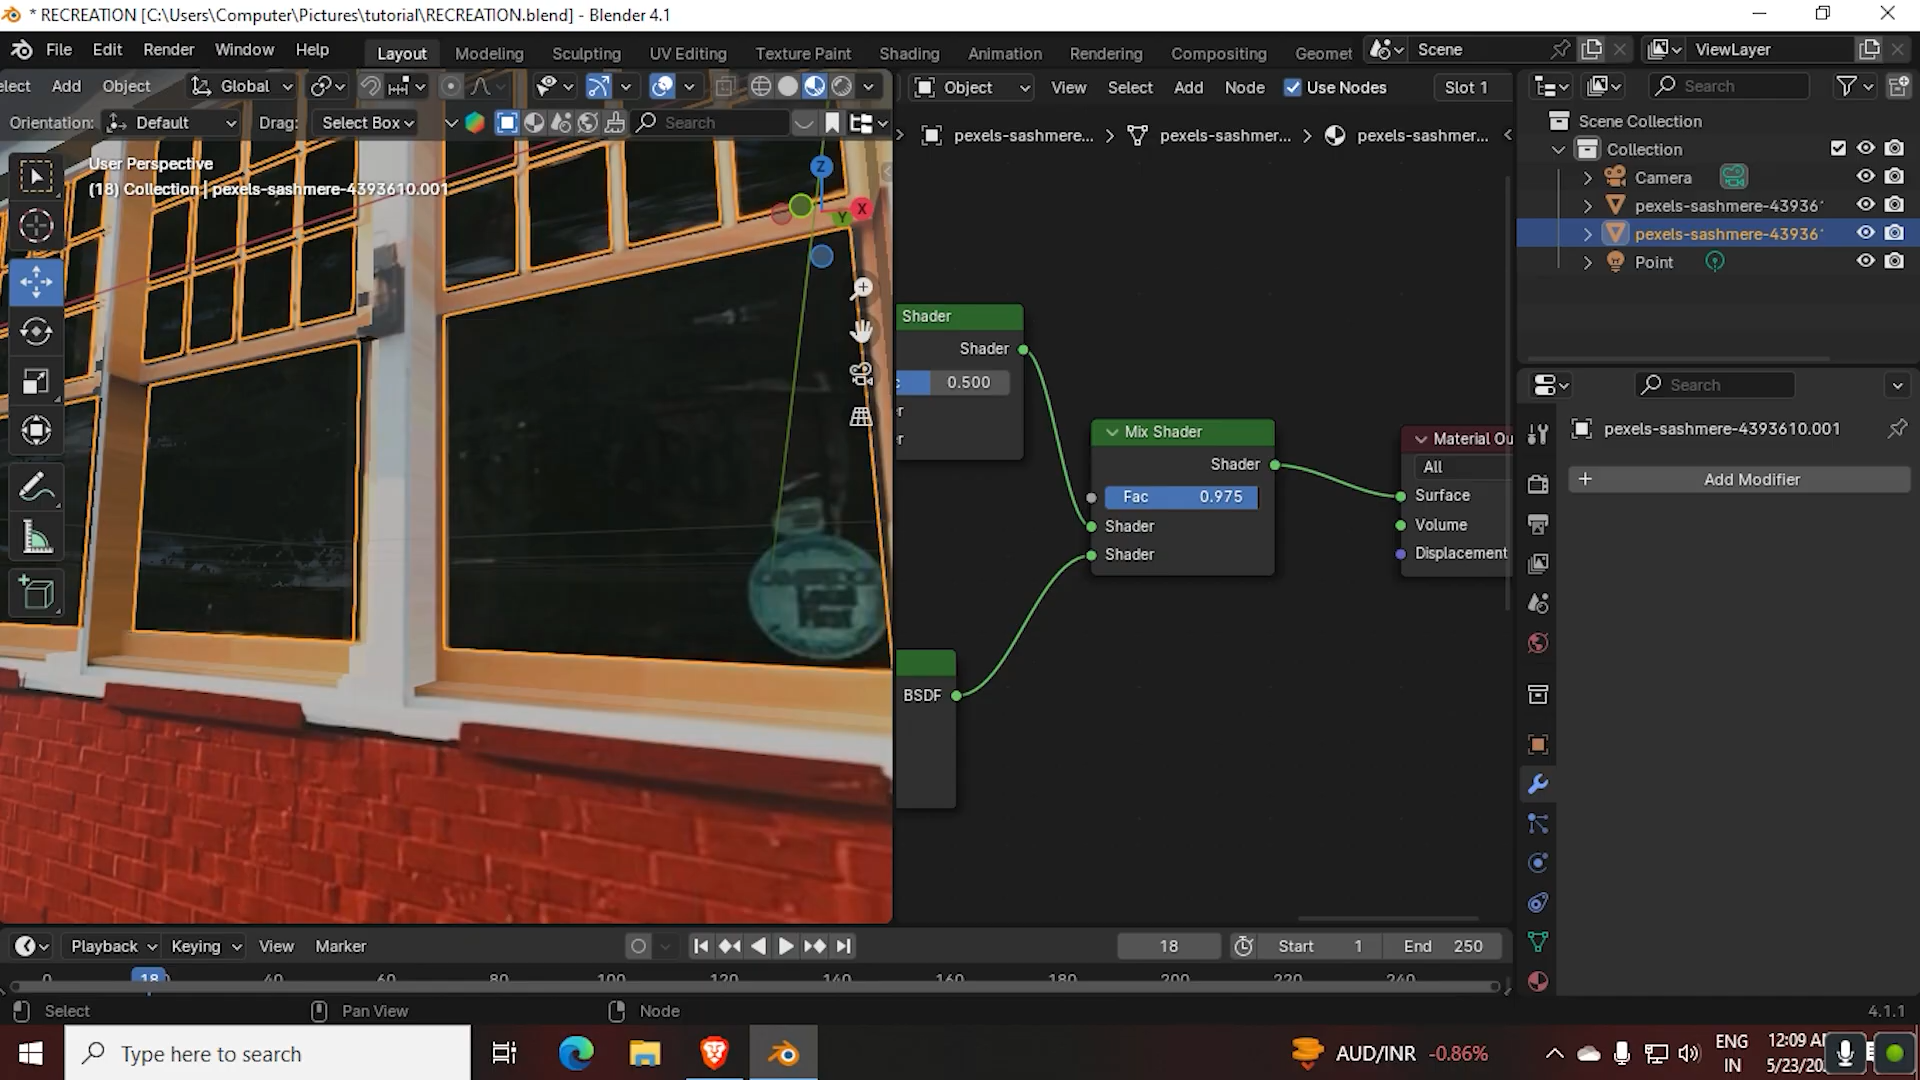 * RECREATION [C:\Users\Computer\Pictures\tutorial\RECREATION.blend] - Blender 4.1
File Edit Render Window Help Layout Modeling Sculpting UV Editing Texture Paint Shading Animation Rendering Compositing Geomet Scene ViewLayer
elect Add Object Global Object View Select Add Node Use Nodes Slot 1 Search
Orientation: Default Drag: Select Box Search
pexels-sashmere... pexels-sashmer... pexels-sashmer...
Scene Collection
Collection
Camera
pexels-sashmere-43936
pexels-sashmere-43936
Point
User Perspective
(18) Collection | pexels-sashmere-4393610.001
Z
X
Y
Shader
Shader
0.500
Mix Shader
Shader
Fac 0.975
Shader
Shader
BSDF
Material Ou
All
Surface
Volume
Displacement
Search
pexels-sashmere-4393610.001
+ Add Modifier
Playback Keying View Marker 18 Start 1 End 250
0 18 40 60 80 100 120 140 160 180 200 220 240
Select Pan View Node 4.1.1
Type here to search
AUD/INR -0.86%
ENG
IN
12:09 A
5/23/20